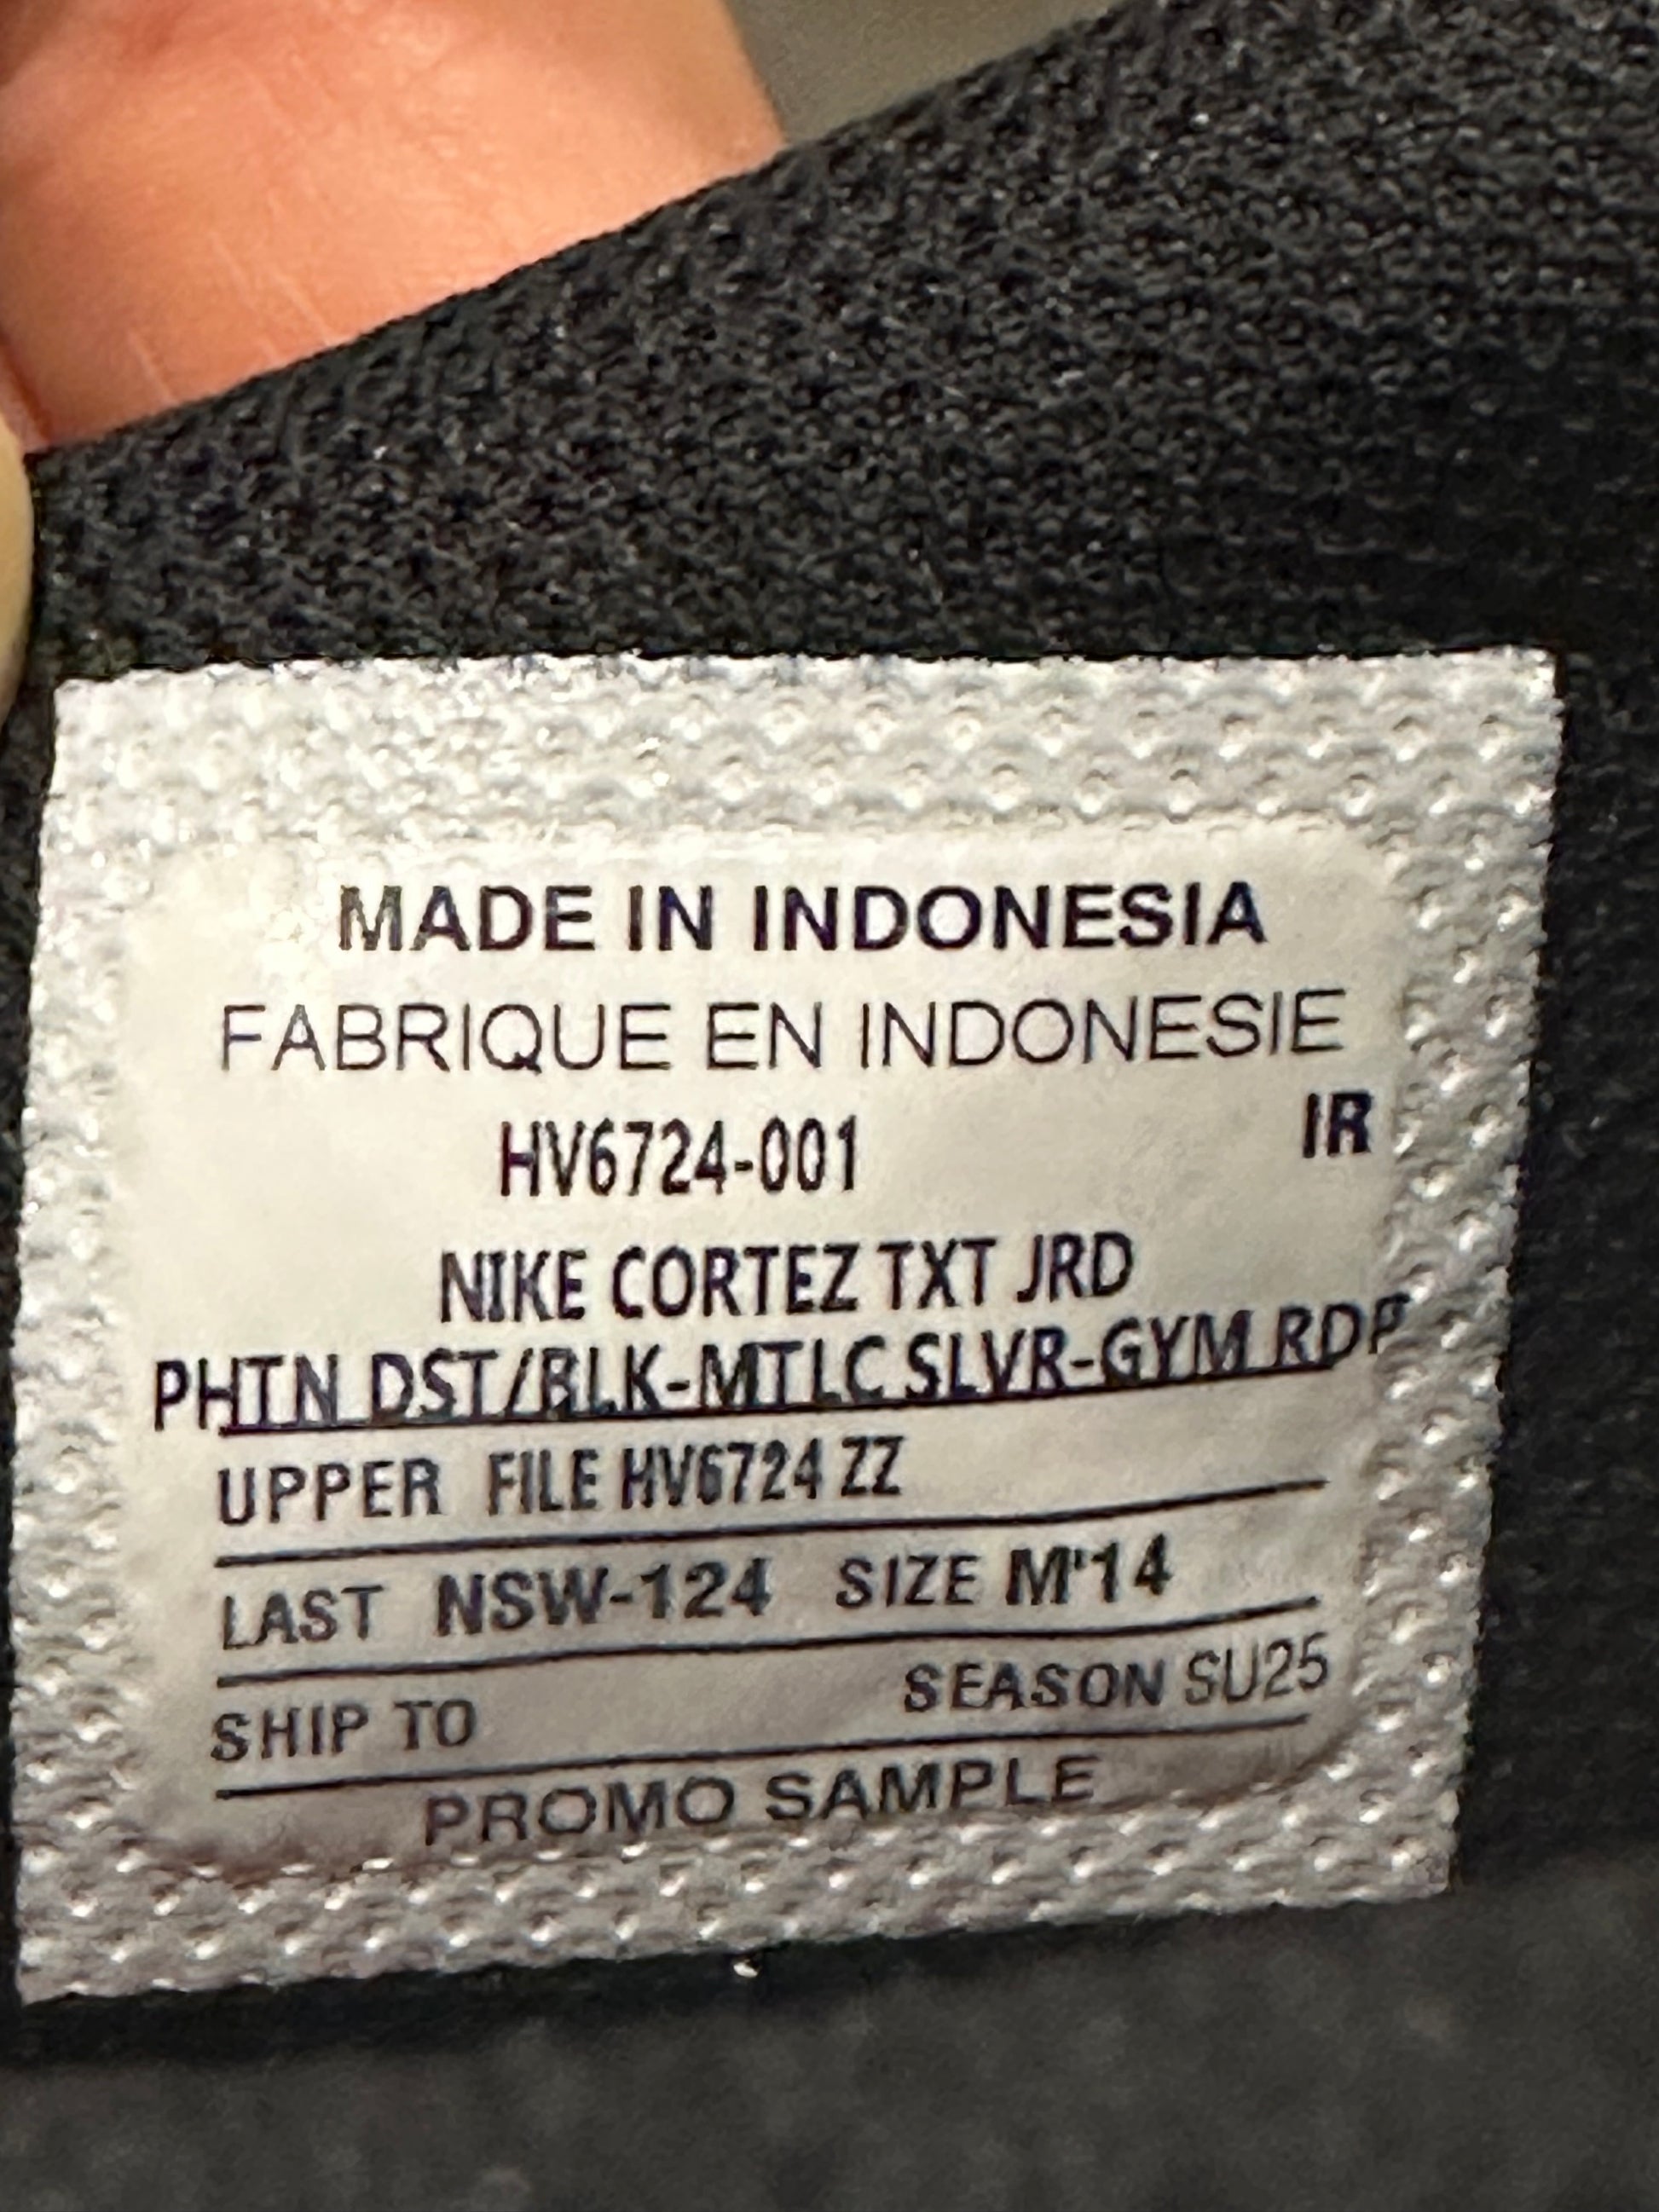 MADE IN INDONESIA
FABRIQUE EN INDONESIE
HV6724-001 IR
NIKE CORTEZ TXT JRD
PHTN DST/BLK-MTLC SLVR-GYM RDP
UPPER FILE HV6724 ZZ
LAST NSW-124 SIZE M'14
SHIP TO SEASON SU25
PROMO SAMPLE